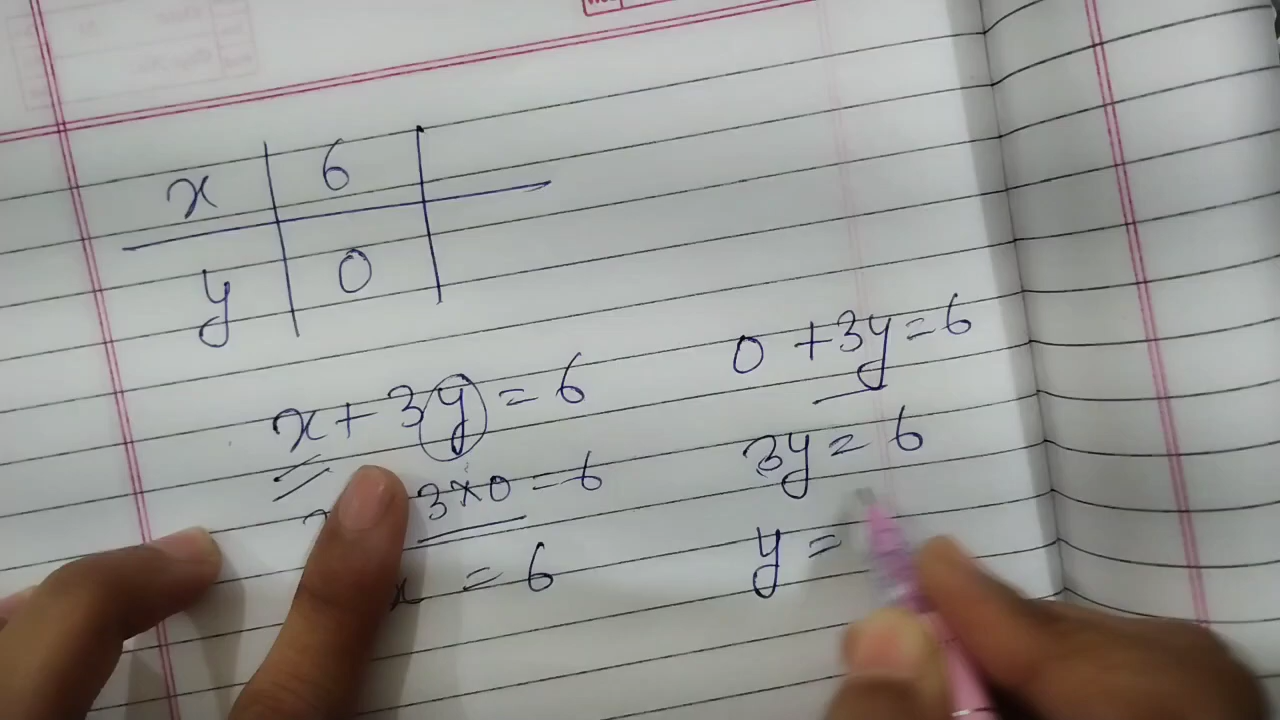 x 6
y 0
x + 3y = 6
3×0 = 6
x = 6
0 + 3y = 6
3y = 6
y =